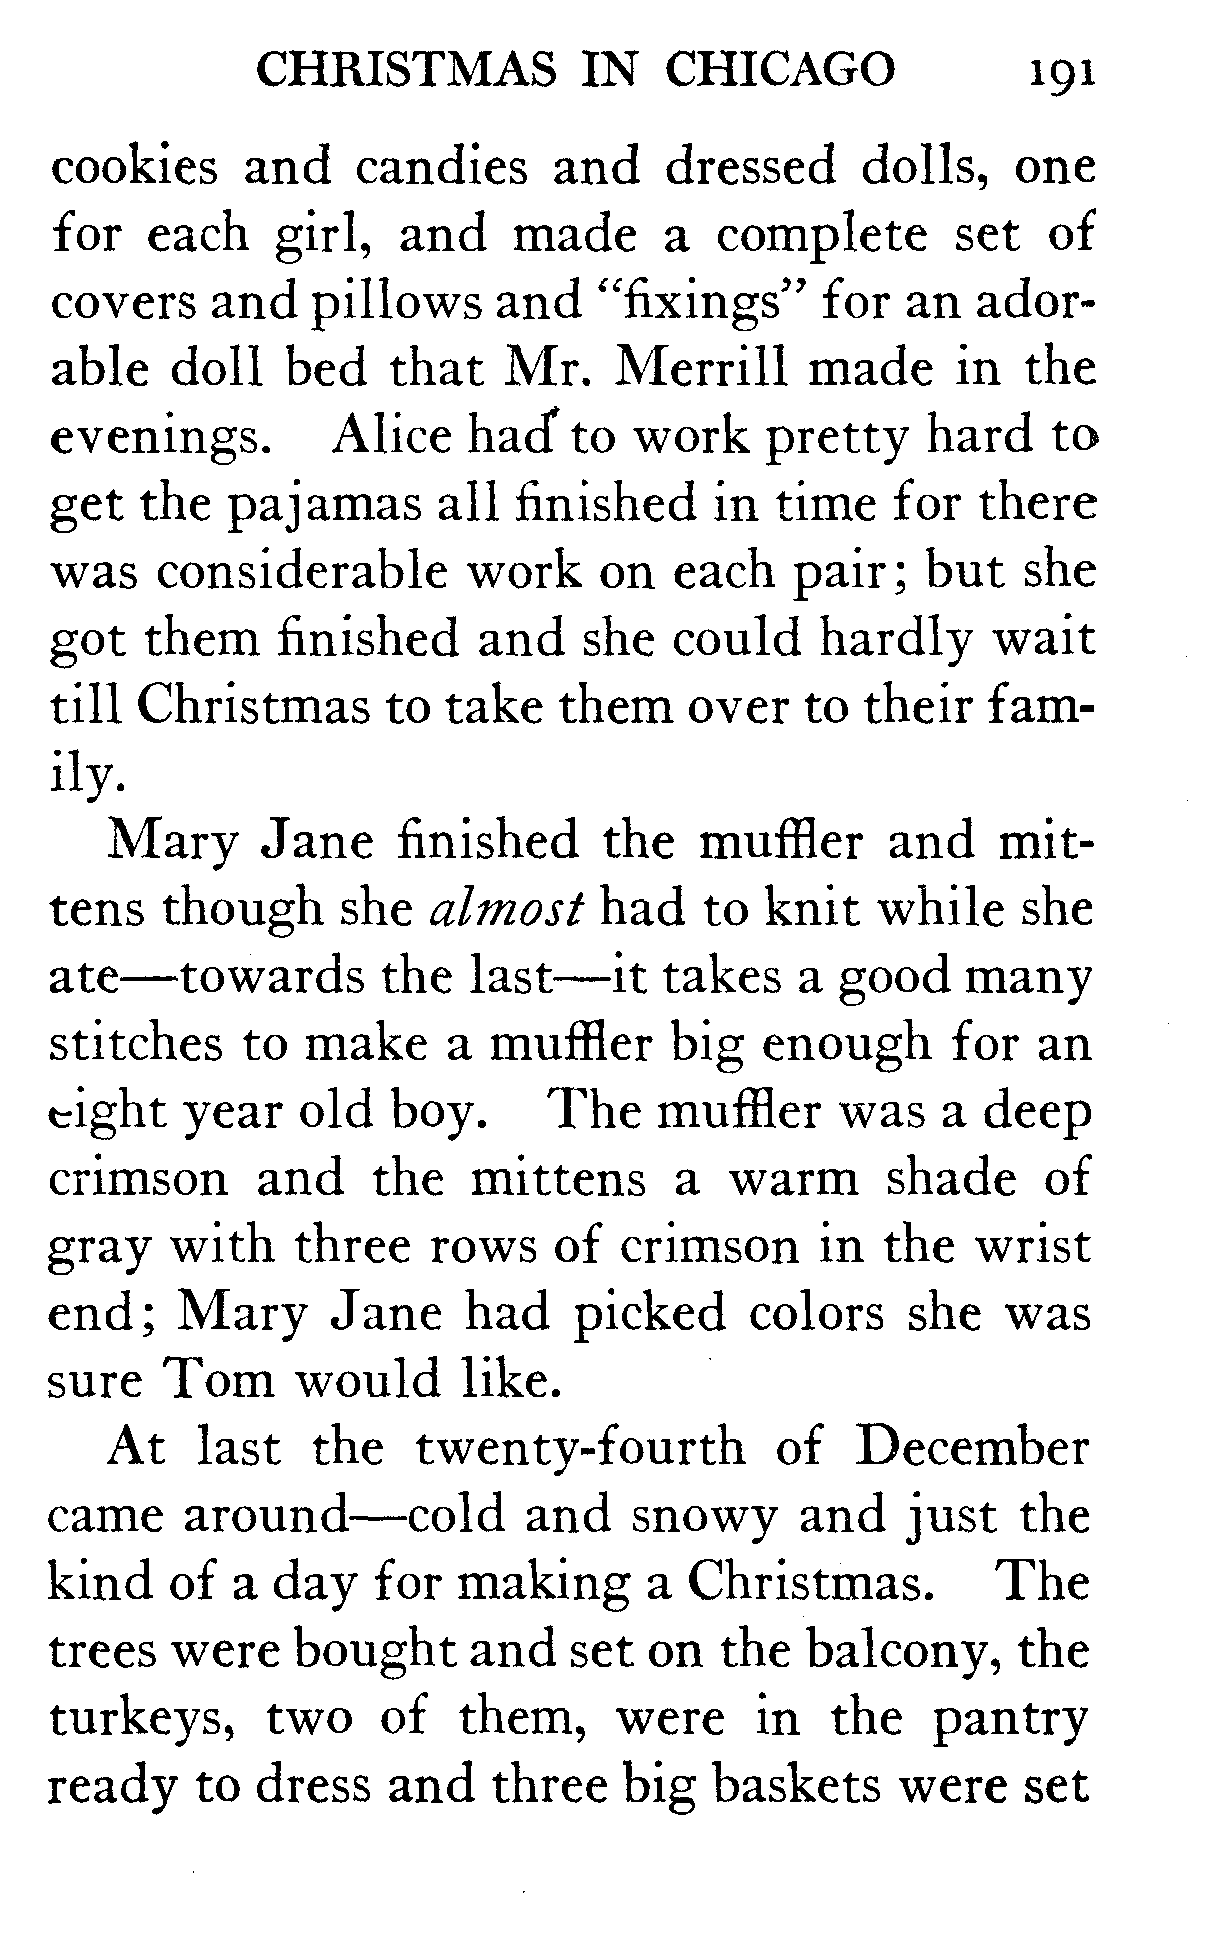 CHRISTMAS IN CHICAGO 191
cookies and candies and dressed dolls, one
for each girl, and made a complete set of
covers and pillows and “fixings” for an ador-
able doll bed that Mr. Merrill made in the
evenings. Alice had to work pretty hard to
get the pajamas all finished in time for there
was considerable work on each pair; but she
got them finished and she could hardly wait
till Christmas to take them over to their fam-
ily.
Mary Jane finished the muffler and mit-
tens though she almost had to knit while she
ate—towards the last—it takes a good many
stitches to make a muffler big enough for an
eight year old boy. The muffler was a deep
crimson and the mittens a warm shade of
gray with three rows of crimson in the wrist
end; Mary Jane had picked colors she was
sure Tom would like.
At last the twenty-fourth of December
came around—cold and snowy and just the
kind of a day for making a Christmas. The
trees were bought and set on the balcony, the
turkeys, two of them, were in the pantry
ready to dress and three big baskets were set